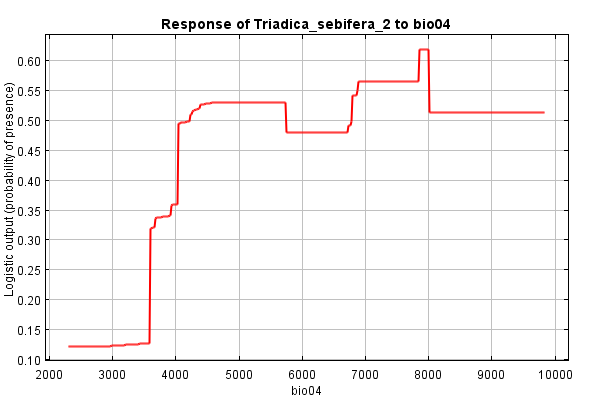 Response of Triadica_sebifera_2 to bio04
Logistic output (probability of presence)
0.60
0.55
0.50
0.45
0.40
0.35
0.30
0.25
0.20
0.15
0.10
2000 3000 4000 5000 6000 7000 8000 9000 10000
bio04